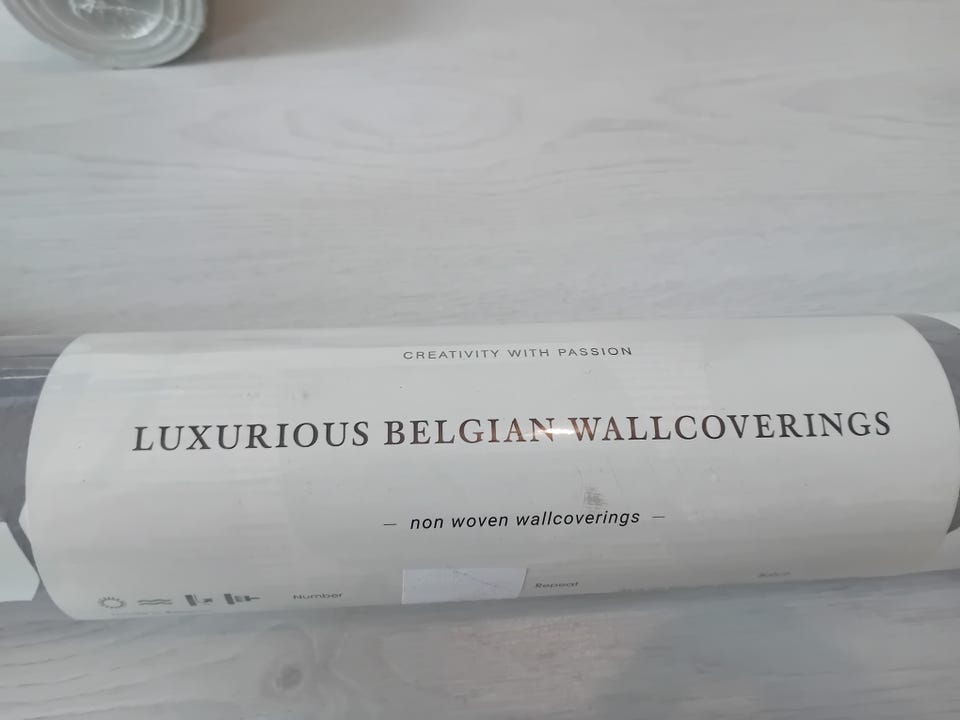 CREATIVITY WITH PASSION
LUXURIOUS BELGIAN WALLCOVERINGS
– non woven wallcoverings –
Number Repeat